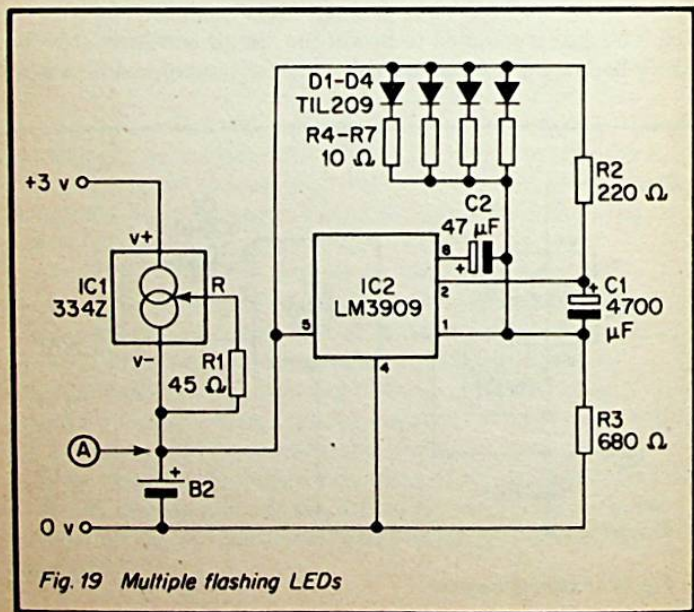 D1-D4
TIL209
R4-R7
10 Ω
R2
220 Ω
+3 v
C2
47 µF
v+
IC1
334Z
R
IC2
LM3909
8
+
2
+
C1
4700
µF
5
1
4
v-
R1
45 Ω
R3
680 Ω
A
+
B2
0 v
Fig. 19 Multiple flashing LEDs